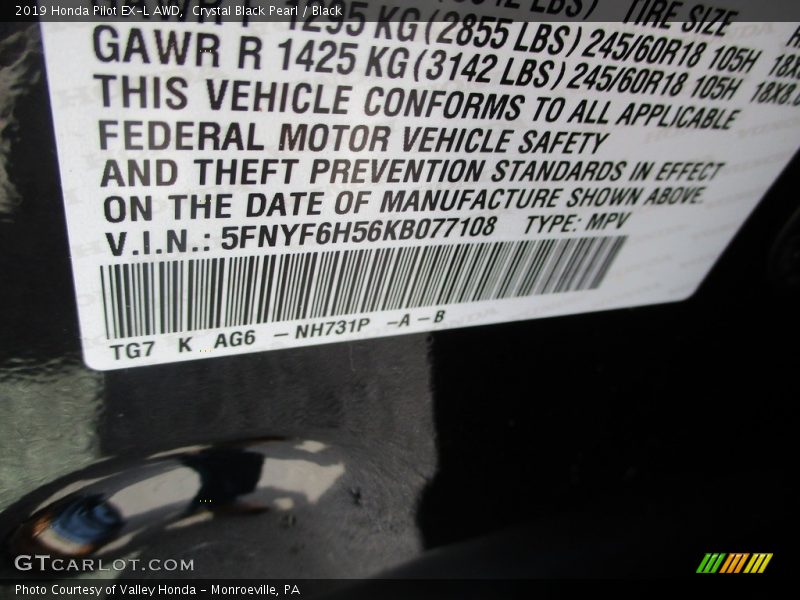 2019 Honda Pilot EX-L AWD, Crystal Black Pearl / Black
1295 KG (2855 LBS) 245/60R18 105H 18X8
TIRE SIZE
GAWR R 1425 KG (3142 LBS) 245/60R18 105H 18X8.0
THIS VEHICLE CONFORMS TO ALL APPLICABLE
FEDERAL MOTOR VEHICLE SAFETY
AND THEFT PREVENTION STANDARDS IN EFFECT
ON THE DATE OF MANUFACTURE SHOWN ABOVE.
V.I.N.: 5FNYF6H56KB077108 TYPE: MPV
TG7 K AG6 - NH731P -A-B
GTCARLOT.COM
Photo Courtesy of Valley Honda - Monroeville, PA